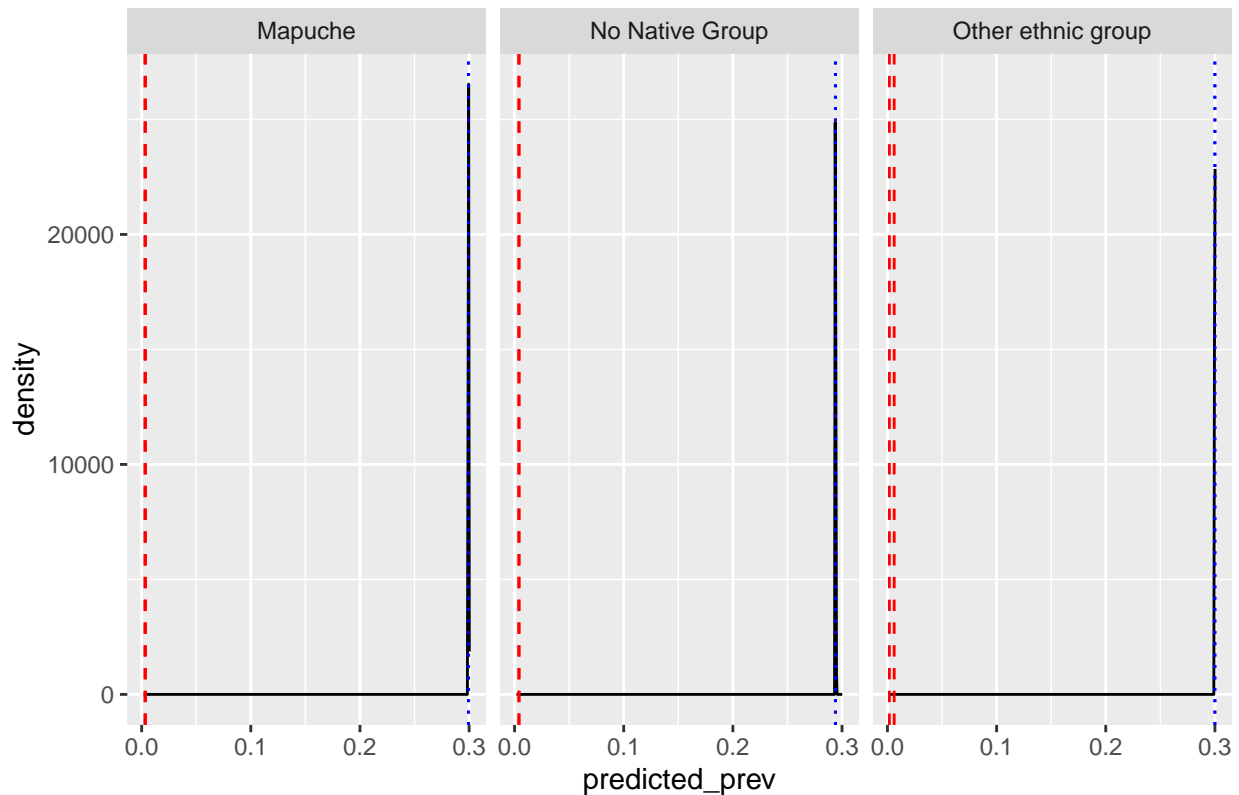 Mapuche
No Native Group
Other ethnic group
density
20000
10000
0
0.0 0.1 0.2 0.3
0.0 0.1 0.2 0.3
0.0 0.1 0.2 0.3
predicted_prev